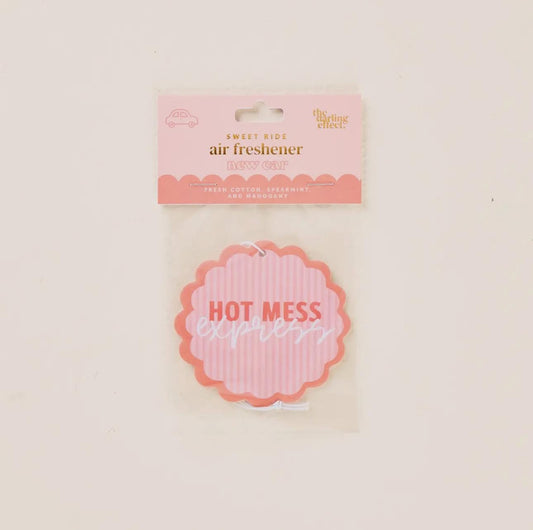 the
darling
effect.
SWEET RIDE
air freshener
new car
FRESH COTTON, SPEARMINT,
AND MAHOGANY
HOT MESS
express